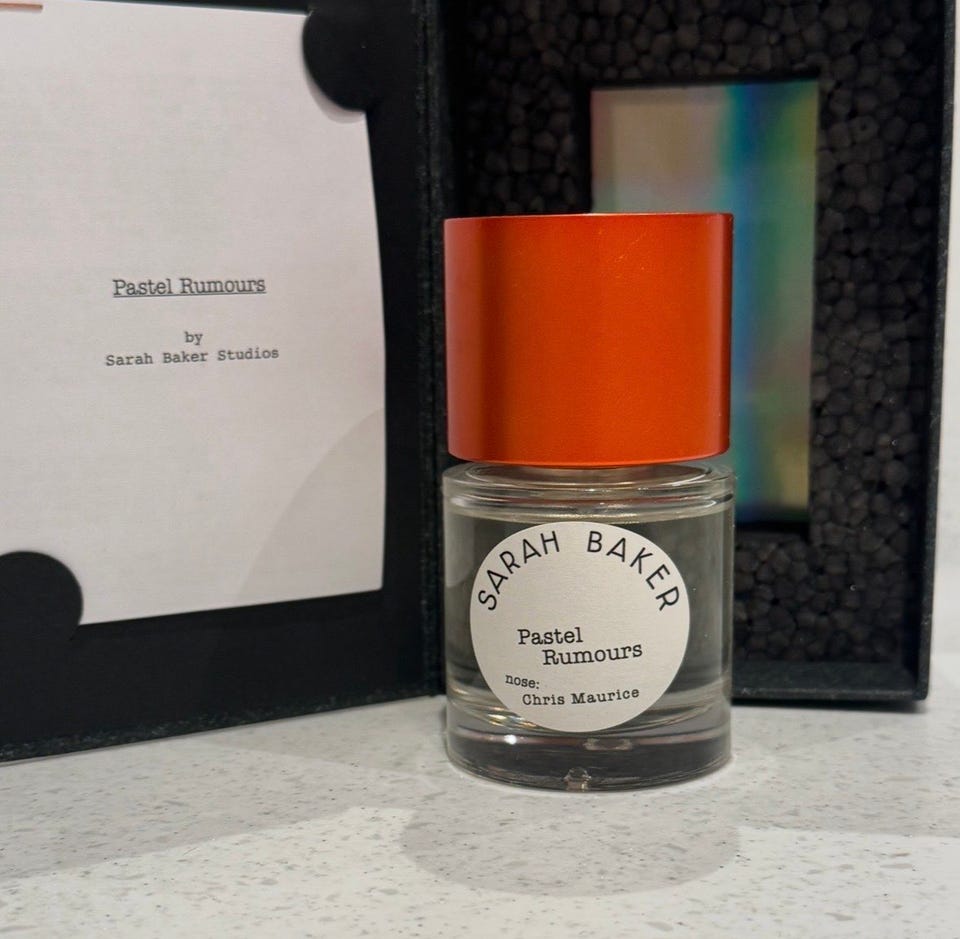 Pastel Rumours
by
Sarah Baker Studios
SARAH BAKER
Pastel
Rumours
nose:
Chris Maurice